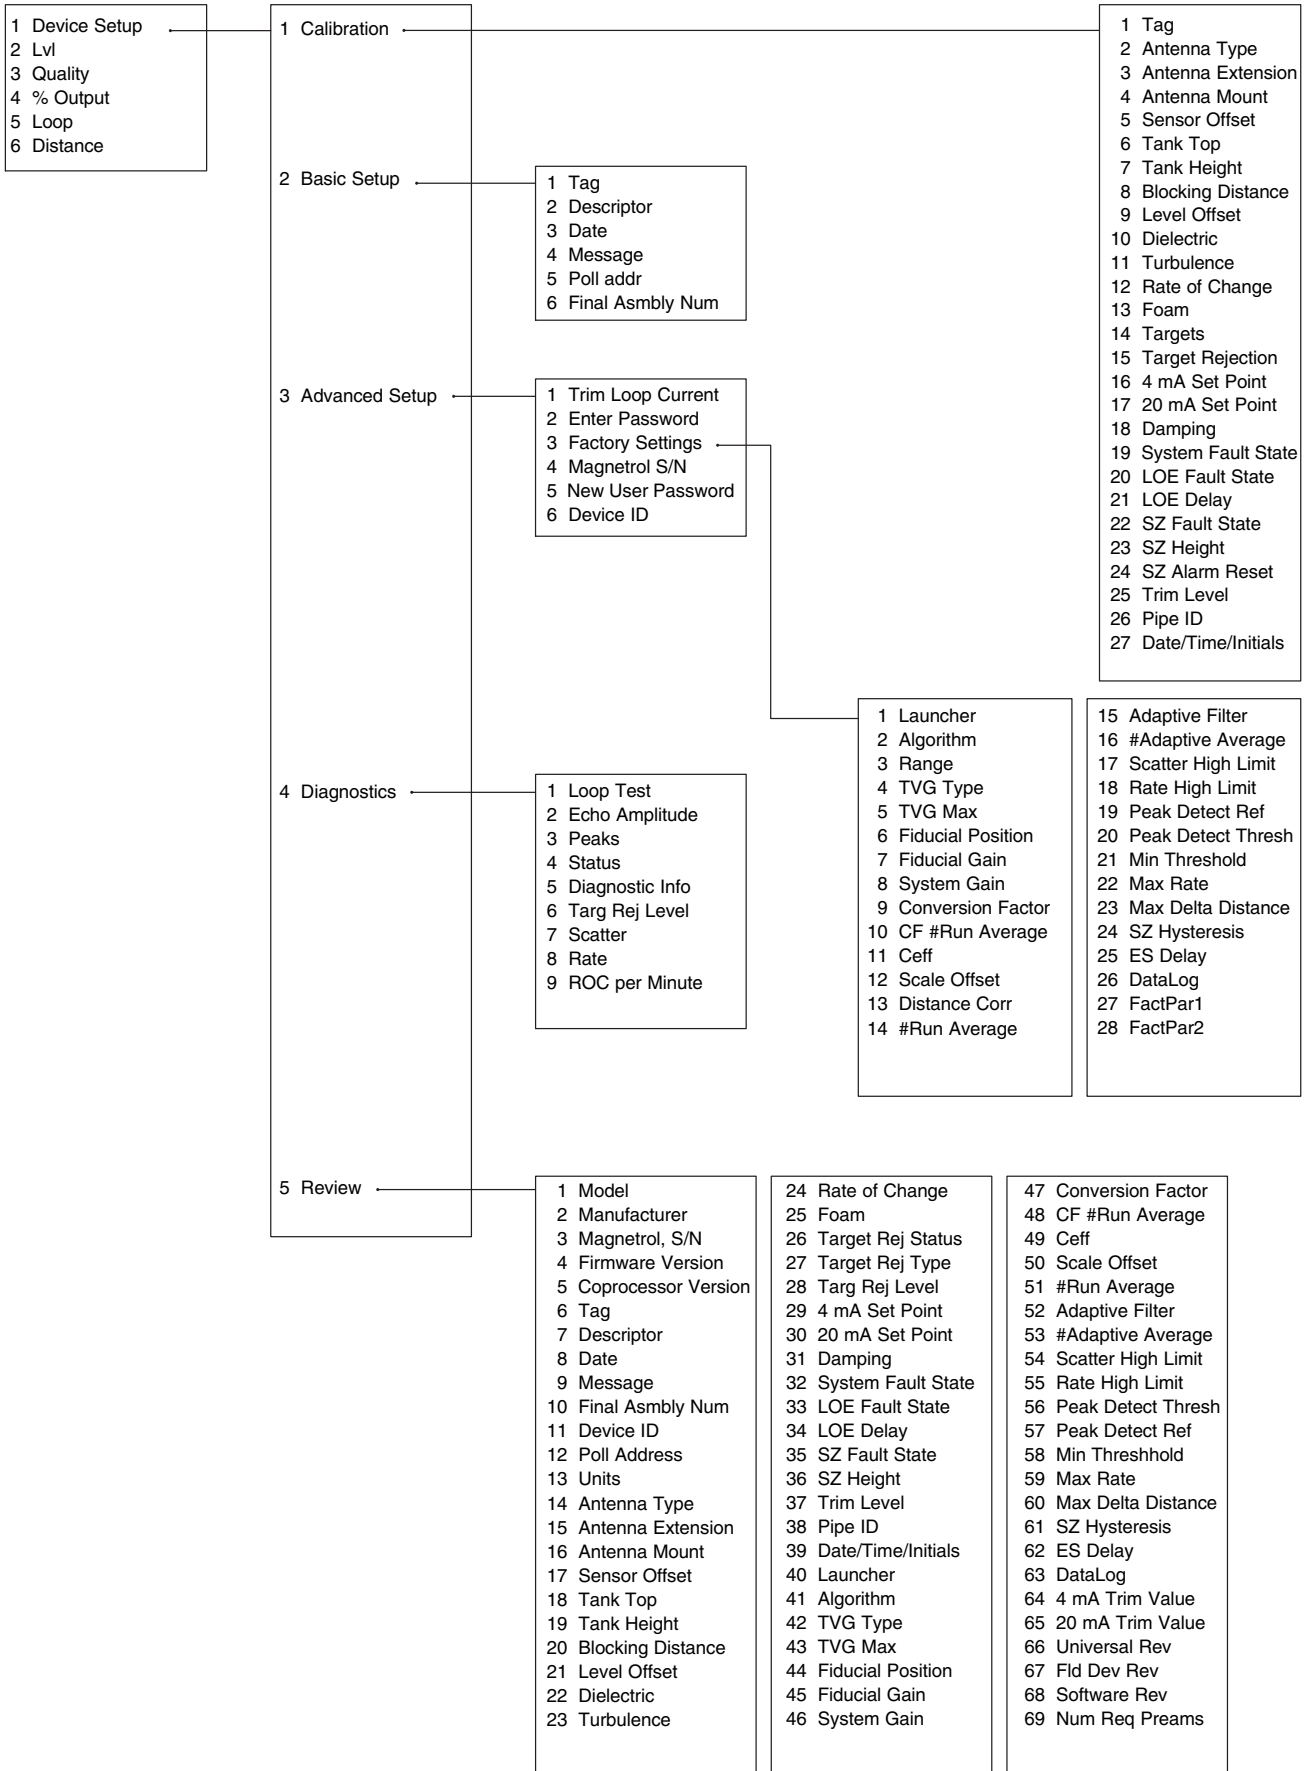 1 Device Setup
2 Lvl
3 Quality
4 % Output
5 Loop
6 Distance
1 Calibration
2 Basic Setup
3 Advanced Setup
4 Diagnostics
5 Review
1 Tag
2 Antenna Type
3 Antenna Extension
4 Antenna Mount
5 Sensor Offset
6 Tank Top
7 Tank Height
8 Blocking Distance
9 Level Offset
10 Dielectric
11 Turbulence
12 Rate of Change
13 Foam
14 Targets
15 Target Rejection
16 4 mA Set Point
17 20 mA Set Point
18 Damping
19 System Fault State
20 LOE Fault State
21 LOE Delay
22 SZ Fault State
23 SZ Height
24 SZ Alarm Reset
25 Trim Level
26 Pipe ID
27 Date/Time/Initials
1 Tag
2 Descriptor
3 Date
4 Message
5 Poll addr
6 Final Asmbly Num
1 Trim Loop Current
2 Enter Password
3 Factory Settings
4 Magnetrol S/N
5 New User Password
6 Device ID
1 Launcher
2 Algorithm
3 Range
4 TVG Type
5 TVG Max
6 Fiducial Position
7 Fiducial Gain
8 System Gain
9 Conversion Factor
10 CF #Run Average
11 Ceff
12 Scale Offset
13 Distance Corr
14 #Run Average
15 Adaptive Filter
16 #Adaptive Average
17 Scatter High Limit
18 Rate High Limit
19 Peak Detect Ref
20 Peak Detect Thresh
21 Min Threshold
22 Max Rate
23 Max Delta Distance
24 SZ Hysteresis
25 ES Delay
26 DataLog
27 FactPar1
28 FactPar2
1 Loop Test
2 Echo Amplitude
3 Peaks
4 Status
5 Diagnostic Info
6 Targ Rej Level
7 Scatter
8 Rate
9 ROC per Minute
1 Model
2 Manufacturer
3 Magnetrol, S/N
4 Firmware Version
5 Coprocessor Version
6 Tag
7 Descriptor
8 Date
9 Message
10 Final Asmbly Num
11 Device ID
12 Poll Address
13 Units
14 Antenna Type
15 Antenna Extension
16 Antenna Mount
17 Sensor Offset
18 Tank Top
19 Tank Height
20 Blocking Distance
21 Level Offset
22 Dielectric
23 Turbulence
24 Rate of Change
25 Foam
26 Target Rej Status
27 Target Rej Type
28 Targ Rej Level
29 4 mA Set Point
30 20 mA Set Point
31 Damping
32 System Fault State
33 LOE Fault State
34 LOE Delay
35 SZ Fault State
36 SZ Height
37 Trim Level
38 Pipe ID
39 Date/Time/Initials
40 Launcher
41 Algorithm
42 TVG Type
43 TVG Max
44 Fiducial Position
45 Fiducial Gain
46 System Gain
47 Conversion Factor
48 CF #Run Average
49 Ceff
50 Scale Offset
51 #Run Average
52 Adaptive Filter
53 #Adaptive Average
54 Scatter High Limit
55 Rate High Limit
56 Peak Detect Thresh
57 Peak Detect Ref
58 Min Threshhold
59 Max Rate
60 Max Delta Distance
61 SZ Hysteresis
62 ES Delay
63 DataLog
64 4 mA Trim Value
65 20 mA Trim Value
66 Universal Rev
67 Fld Dev Rev
68 Software Rev
69 Num Req Preams